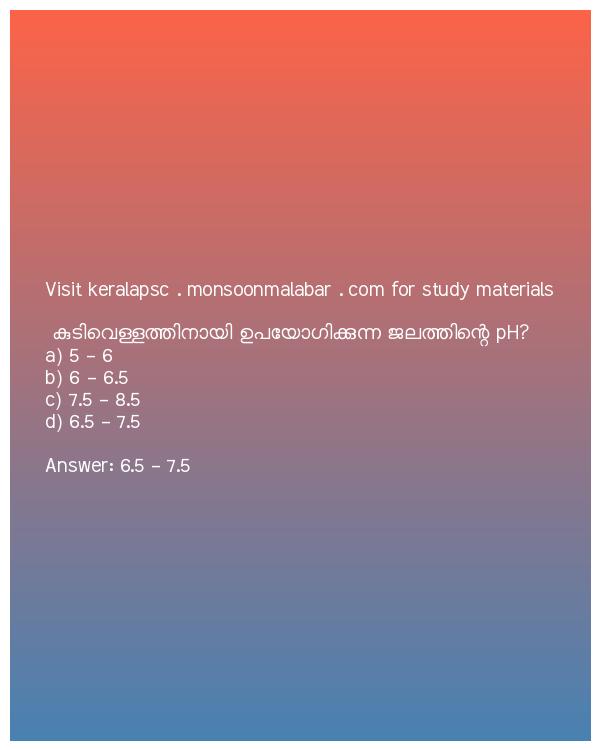 Visit keralapsc . monsoonmalabar . com for study materials
കുടിവെള്ളത്തിനായി ഉപയോഗിക്കുന്ന ജലത്തിന്റെ pH?
a) 5 - 6
b) 6 - 6.5
c) 7.5 - 8.5
d) 6.5 - 7.5
Answer: 6.5 - 7.5